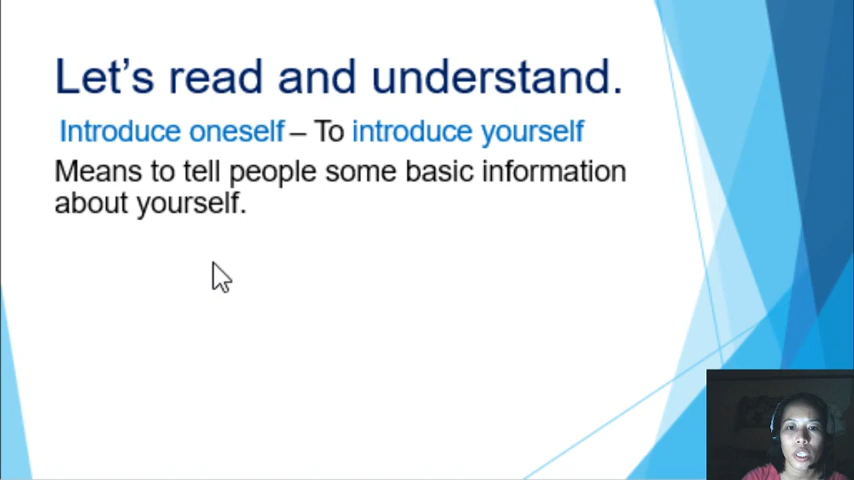 Let's read and understand.
Introduce oneself – To introduce yourself
Means to tell people some basic information
about yourself.